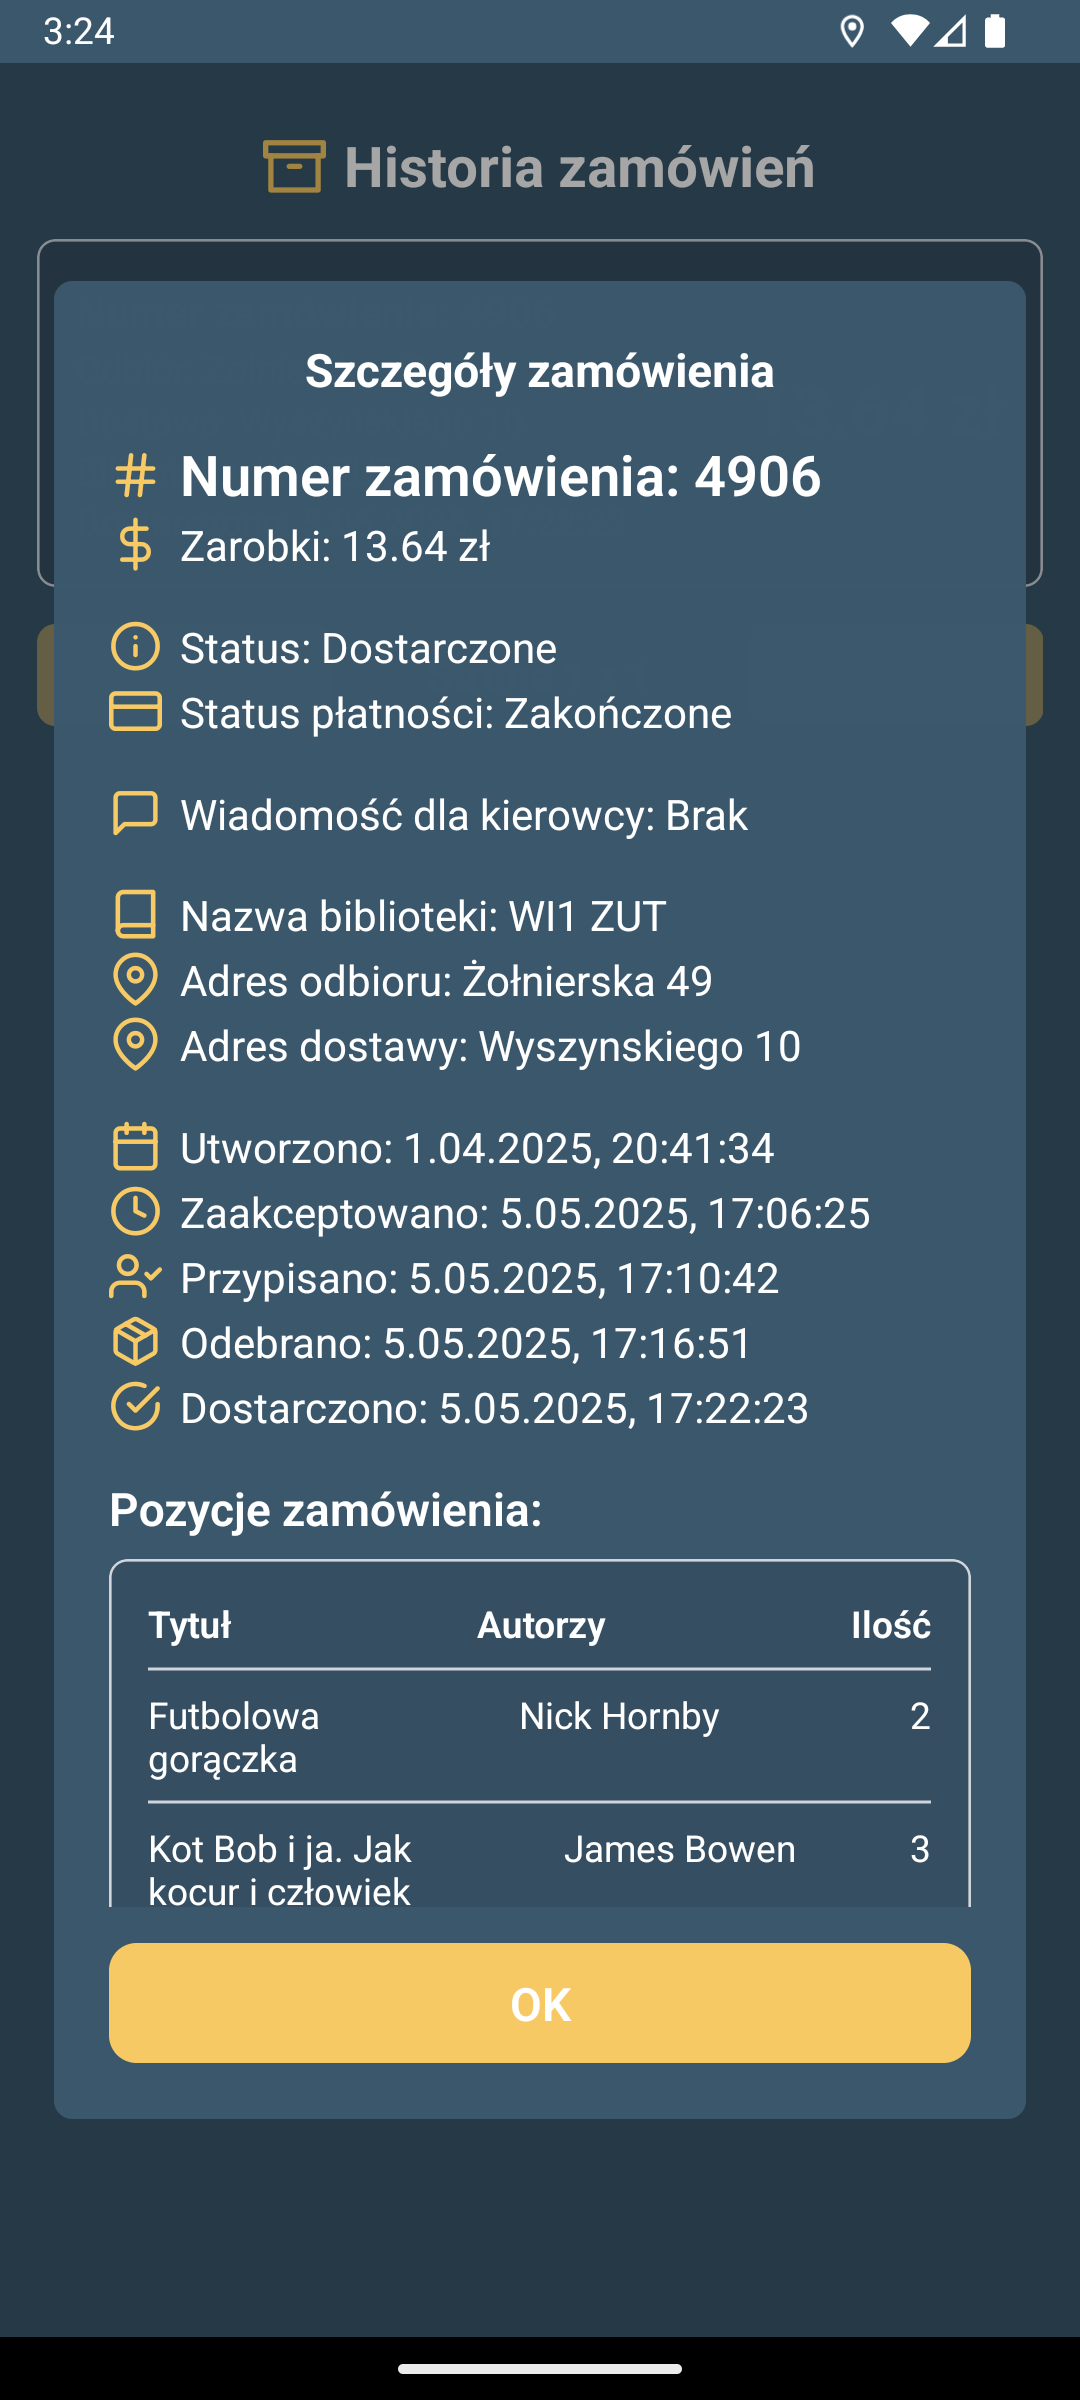 3:24
Historia zamówień
Szczegóły zamówienia
Numer zamówienia: 4906
Zarobki: 13.64 zł
Status: Dostarczone
Status płatności: Zakończone
Wiadomość dla kierowcy: Brak
Nazwa biblioteki: WI1 ZUT
Adres odbioru: Żołnierska 49
Adres dostawy: Wyszynskiego 10
Utworzono: 1.04.2025, 20:41:34
Zaakceptowano: 5.05.2025, 17:06:25
Przypisano: 5.05.2025, 17:10:42
Odebrano: 5.05.2025, 17:16:51
Dostarczono: 5.05.2025, 17:22:23
Pozycje zamówienia:
Tytuł Autorzy Ilość
Futbolowa Nick Hornby 2
gorączka
Kot Bob i ja. Jak James Bowen 3
kocur i człowiek
OK